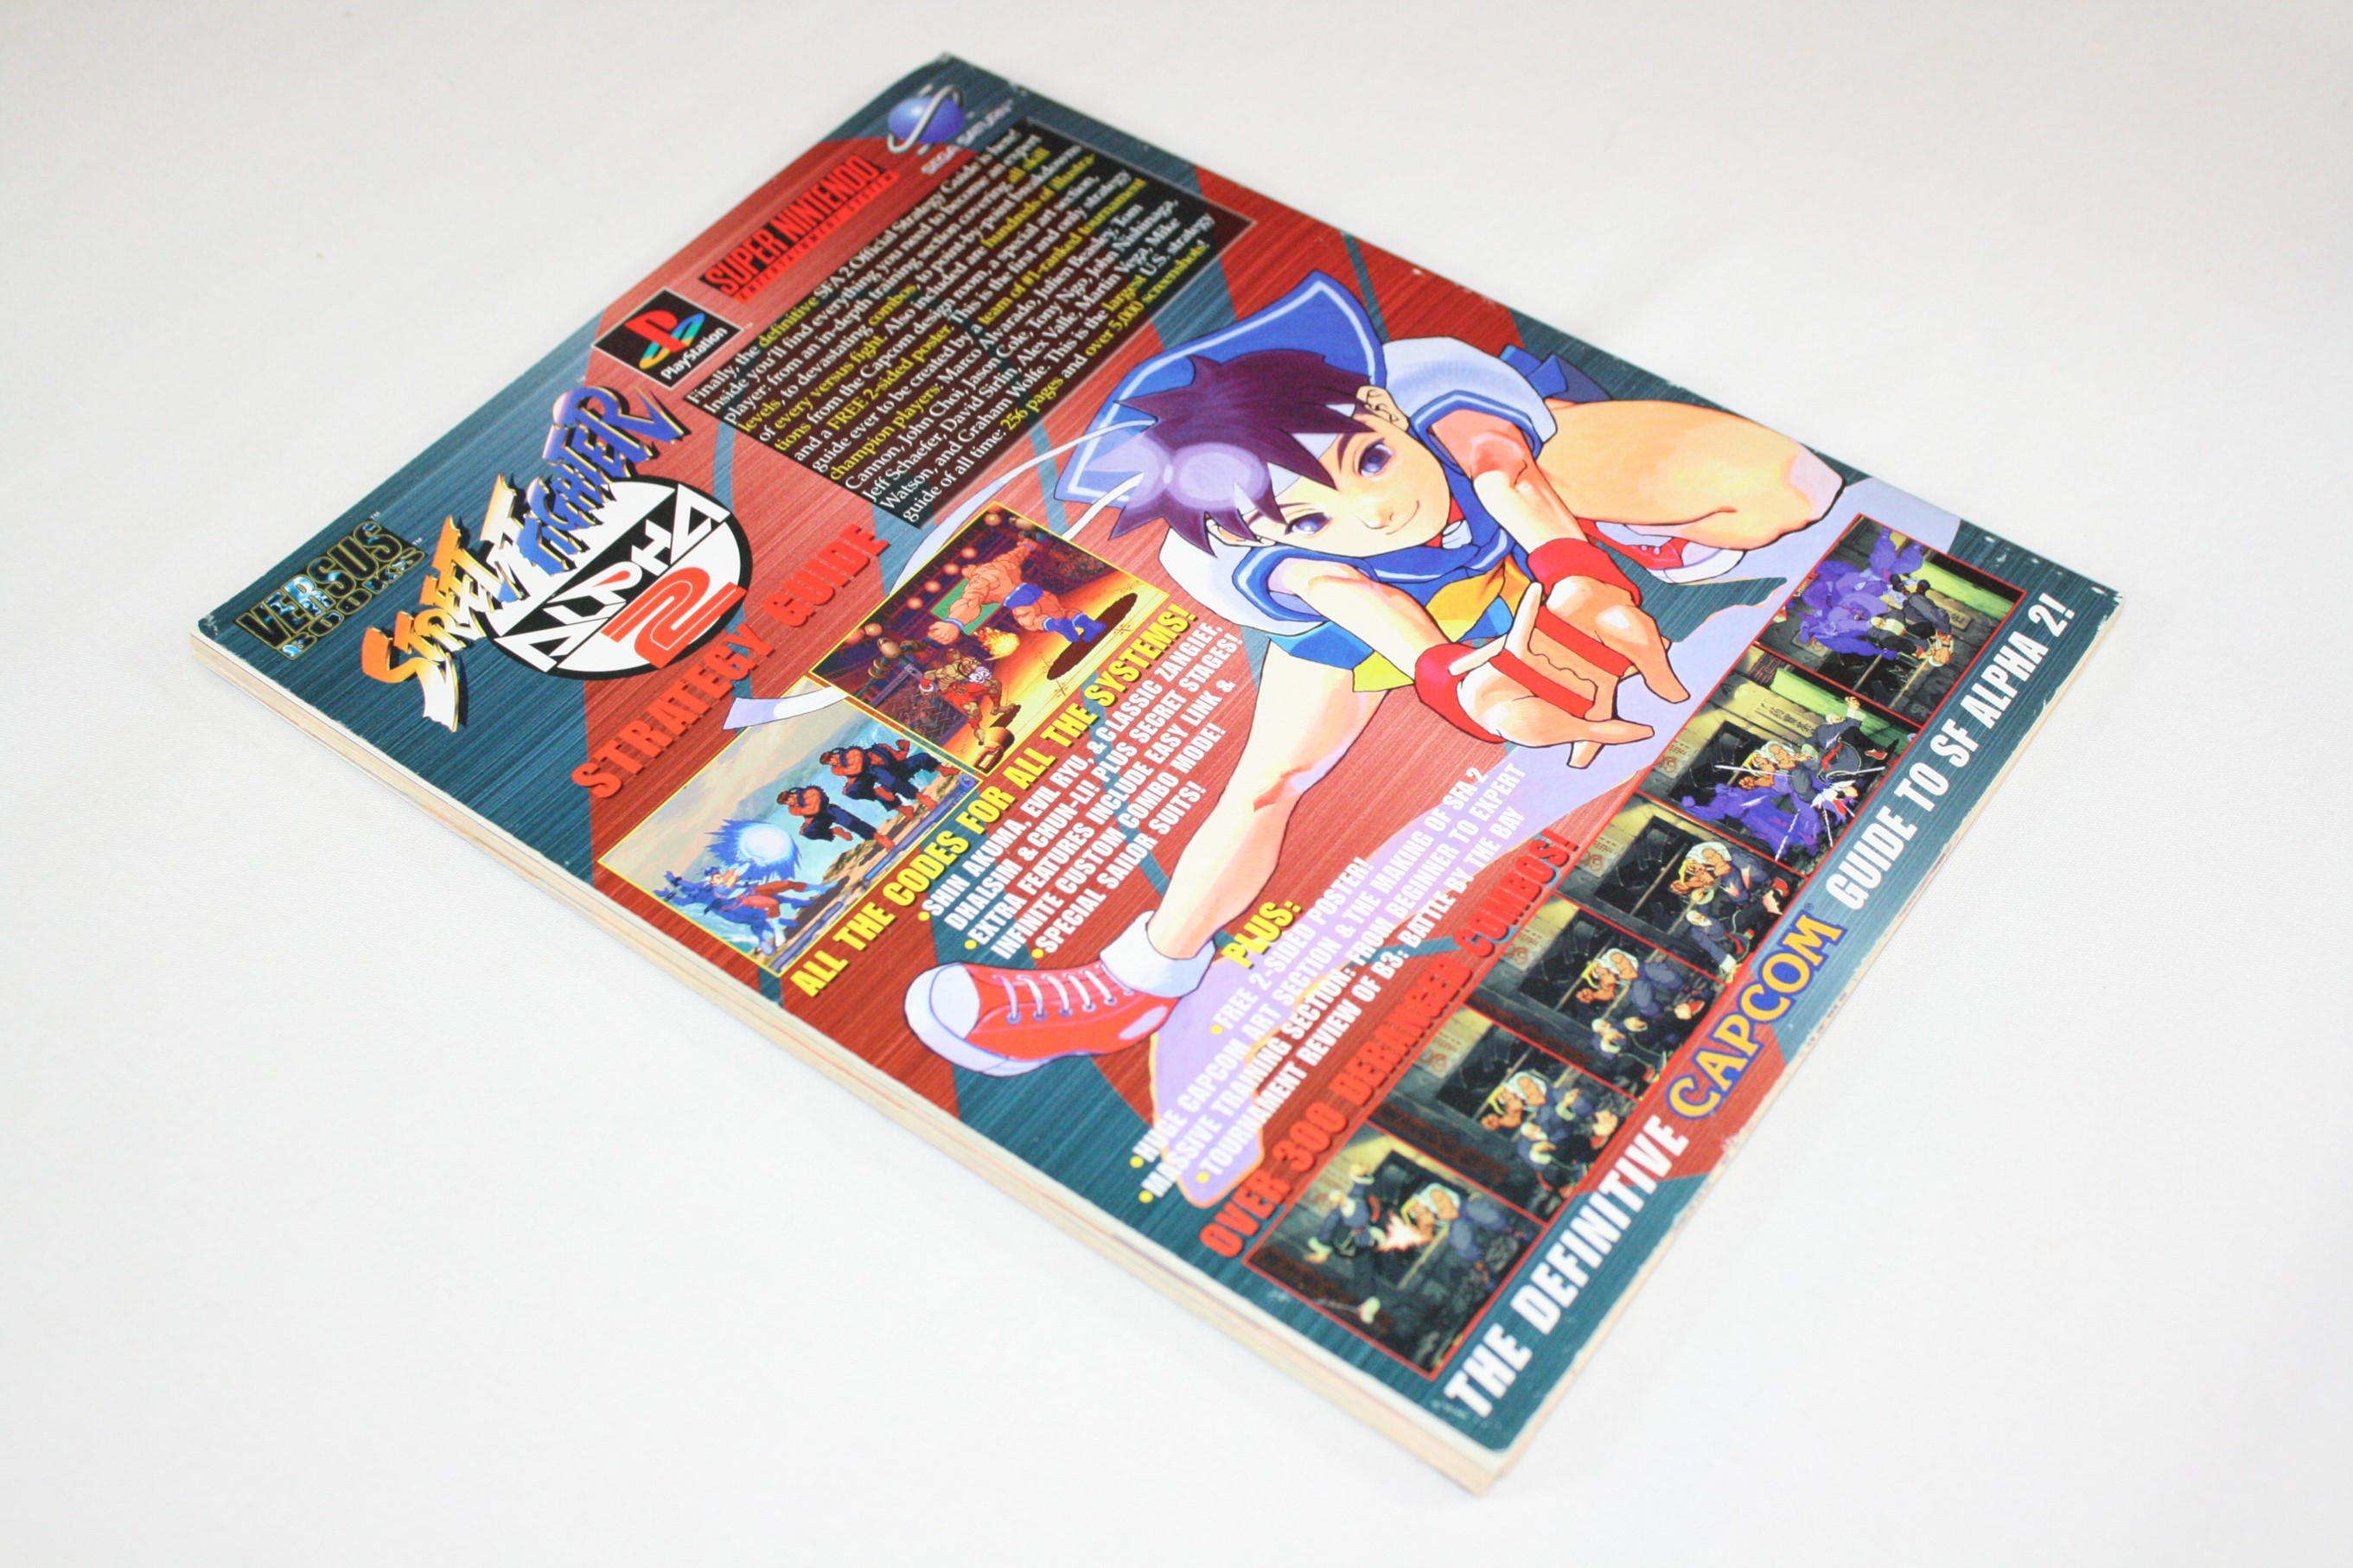 VERSUS™
BOOKS™
STREET FIGHTER
ALPHA
2
STRATEGY GUIDE
PlayStation
SUPER NINTENDO
SEGA SATURN™
Finally, the definitive SFA 2 Official Strategy Guide is here!
Inside you'll find everything you need to become an expert
player: from an in-depth training section covering all skill
levels, to devastating combos, to point-by-point breakdowns
of every versus fight. Also included are hundreds of illustra-
tions from the Capcom design room, a special art section,
and a FREE 2-sided poster. This is the first and only strategy
guide ever to be created by a team of #1-ranked tournament
champion players: Marco Alvarado, Julien Beasley, Tom
Cannon, John Choi, Jason Cole, Tony Ngo, John Nishinaga,
Jeff Schaefer, David Sirlin, Alex Valle, Martin Vega, Mike
Watson, and Graham Wolfe. This is the largest U.S. strategy
guide of all time: 256 pages and over 5,000 screenshots!
ALL THE CODES FOR ALL THE SYSTEMS!
•SHIN AKUMA, EVIL RYU, & CLASSIC ZANGIEF,
DHALSIM & CHUN-LI! PLUS SECRET STAGES!
•EXTRA FEATURES INCLUDE EASY LINK &
INFINITE CUSTOM COMBO MODE!
•SPECIAL SAILOR SUITS!
PLUS:
•FREE 2-SIDED POSTER!
•HUGE CAPCOM ART SECTION & THE MAKING OF SFA 2
•MASSIVE TRAINING SECTION: FROM BEGINNER TO EXPERT
•TOURNAMENT REVIEW OF B3: BATTLE BY THE BAY
OVER 300 DERANGED COMBOS!
THE DEFINITIVE CAPCOM GUIDE TO SF ALPHA 2!